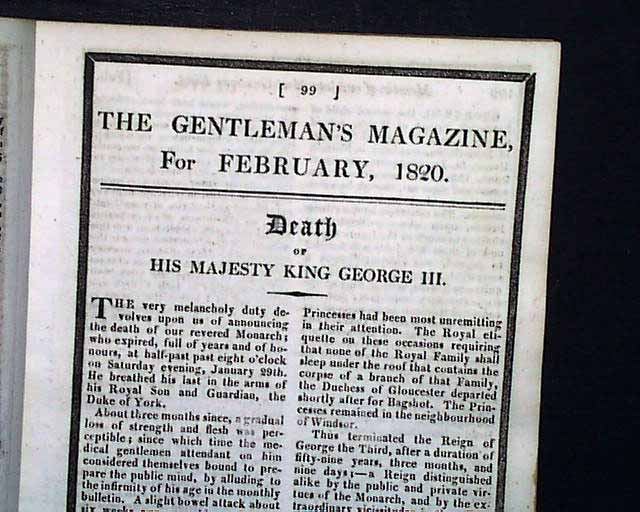 [ 99 ]
THE GENTLEMAN'S MAGAZINE,
For FEBRUARY, 1820.
Death
OF
HIS MAJESTY KING GEORGE III.
THE very melancholy duty de-
volves upon us of announcing
the death of our revered Monarch;
who expired, full of years and of ho-
nours, at half-past past eight o'clock
on Saturday evening, January 29th.
He breathed his last in the arms of
his Royal Son and Guardian, the
Duke of York.
About three months since, a gradual
loss of strength and flesh was per-
ceptible; since which time the me-
dical gentlemen attendant on him
considered themselves bound to pre-
pare the public mind, by alluding to
the infirmity of his age in the monthly
bulletin. A slight bowel attack about
six weeks
Princesses had been most unremitting
in their attention. The Royal eti-
quette on these occasions requiring
that none of the Royal Family shall
sleep under the roof that contains the
corpse of a branch of that Family,
the Duchess of Gloucester departed
shortly after for Bagshot. The Prin-
cesses remained in the neighbourhood
of Windsor.
Thus terminated the Reign of
George the Third, after a duration of
fifty-nine years, three months, and
nine days;—a Reign distinguished
alike by the public and private vir-
tues of the Monarch, and by the ex-
traordinary vicissitudes